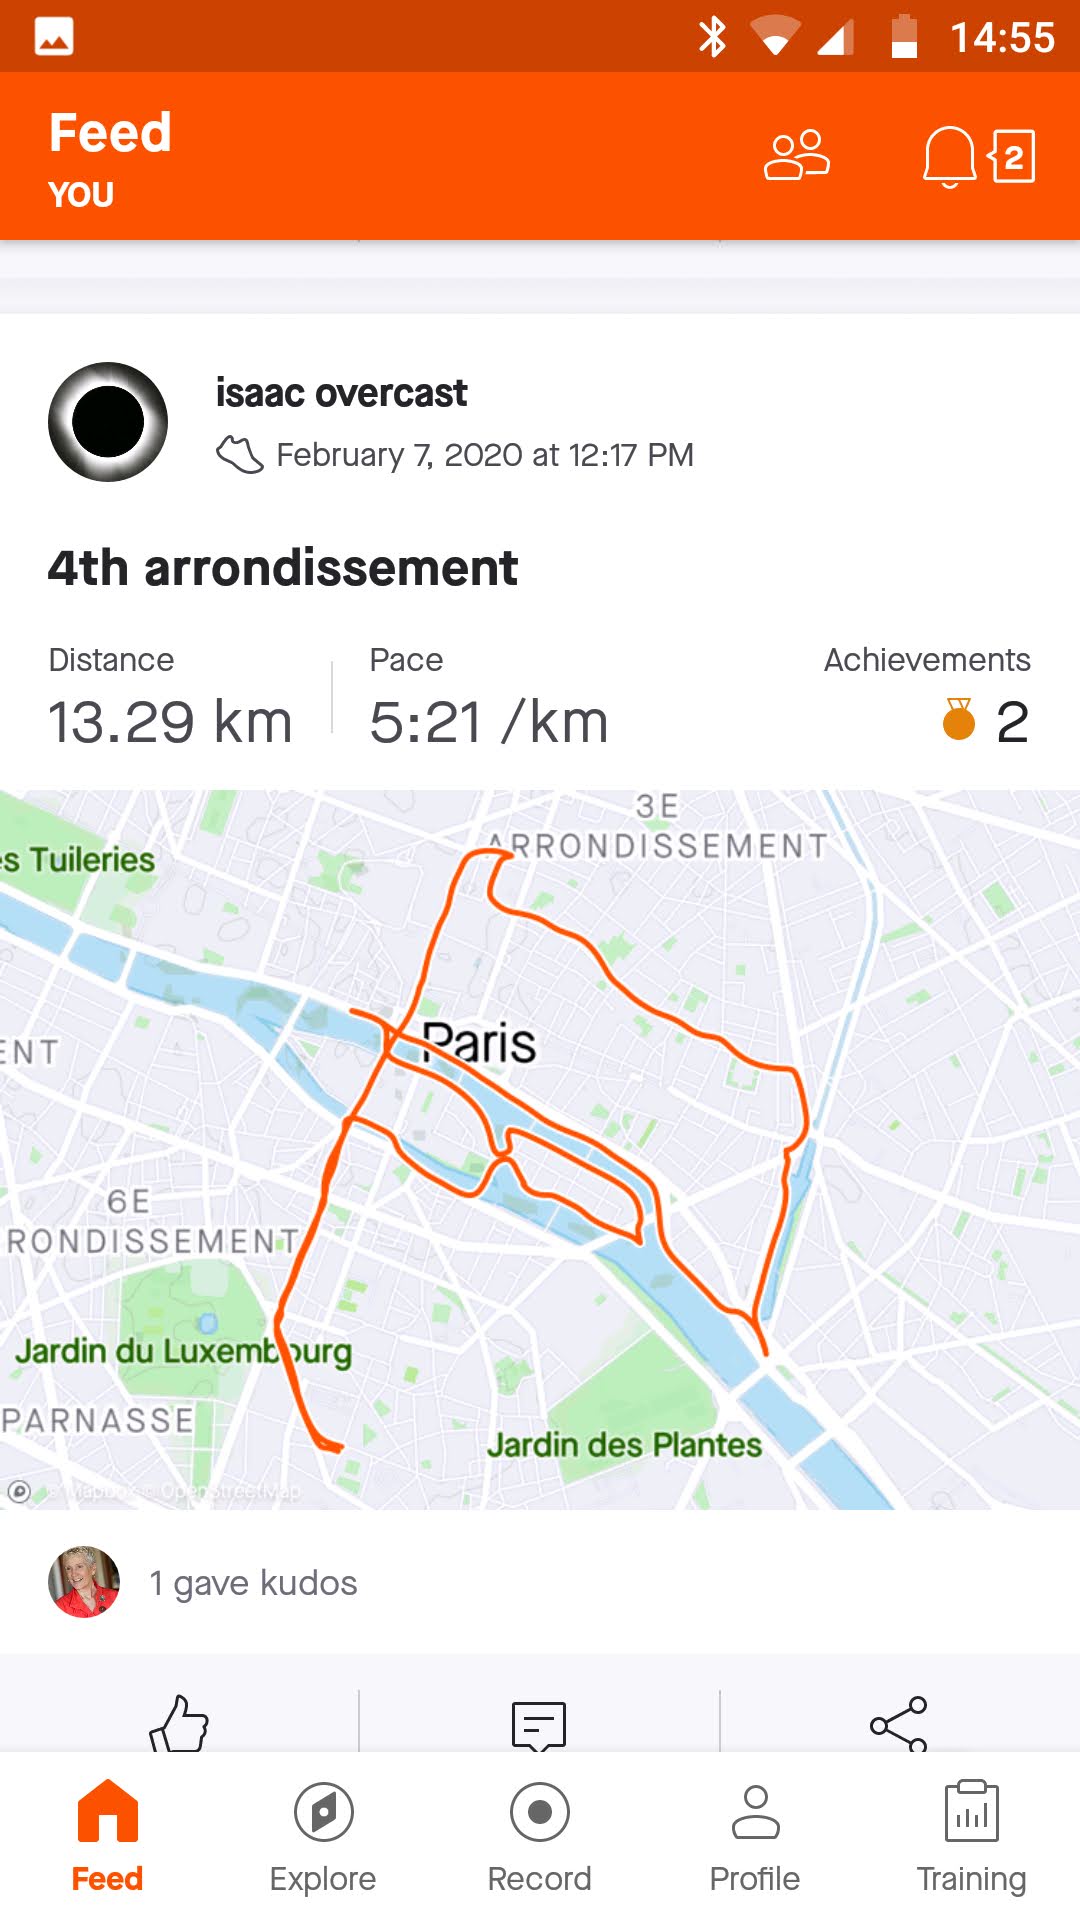 14:55
Feed
YOU
2
isaac overcast
February 7, 2020 at 12:17 PM
4th arrondissement
Distance
Pace
Achievements
13.29 km
5:21 /km
2
3E
ARRONDISSEMENT
es Tuileries
Paris
ENT
6E
RONDISSEMENT
Jardin du Luxembourg
PARNASSE
Jardin des Plantes
© Mapbox © OpenStreetMap
1 gave kudos
Feed
Explore
Record
Profile
Training